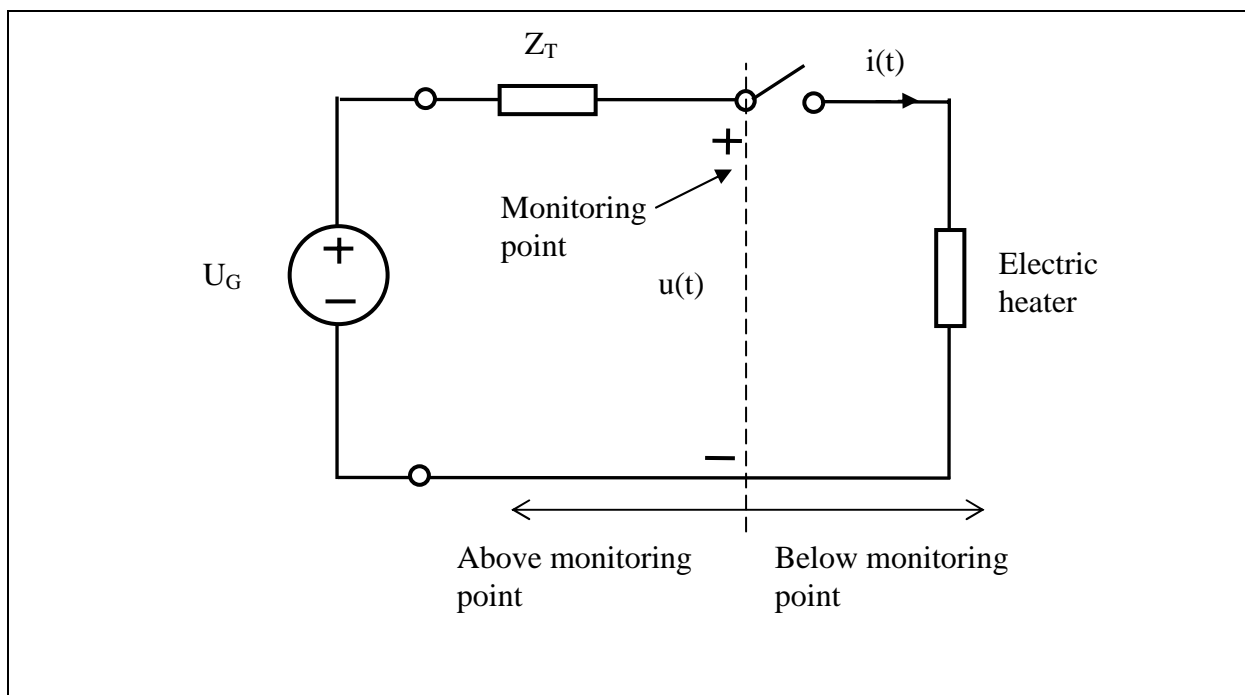 Z_T
i(t)
+
Monitoring
point
U_G
+
−
u(t)
Electric
heater
−
Above monitoring
point
Below monitoring
point